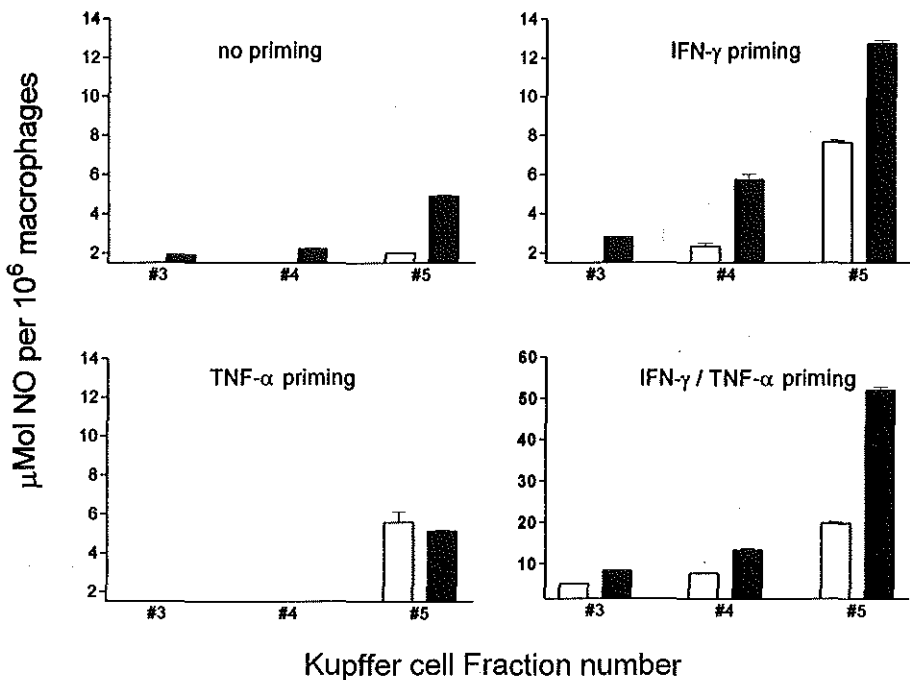 μMol NO per 10⁶ macrophages
no priming
14
12
10
8
6
4
2
#3 #4 #5
IFN-γ priming
14
12
10
8
6
4
2
#3 #4 #5
TNF-α priming
14
12
10
8
6
4
2
#3 #4 #5
IFN-γ / TNF-α priming
60
50
40
30
20
10
#3 #4 #5
Kupffer cell Fraction number